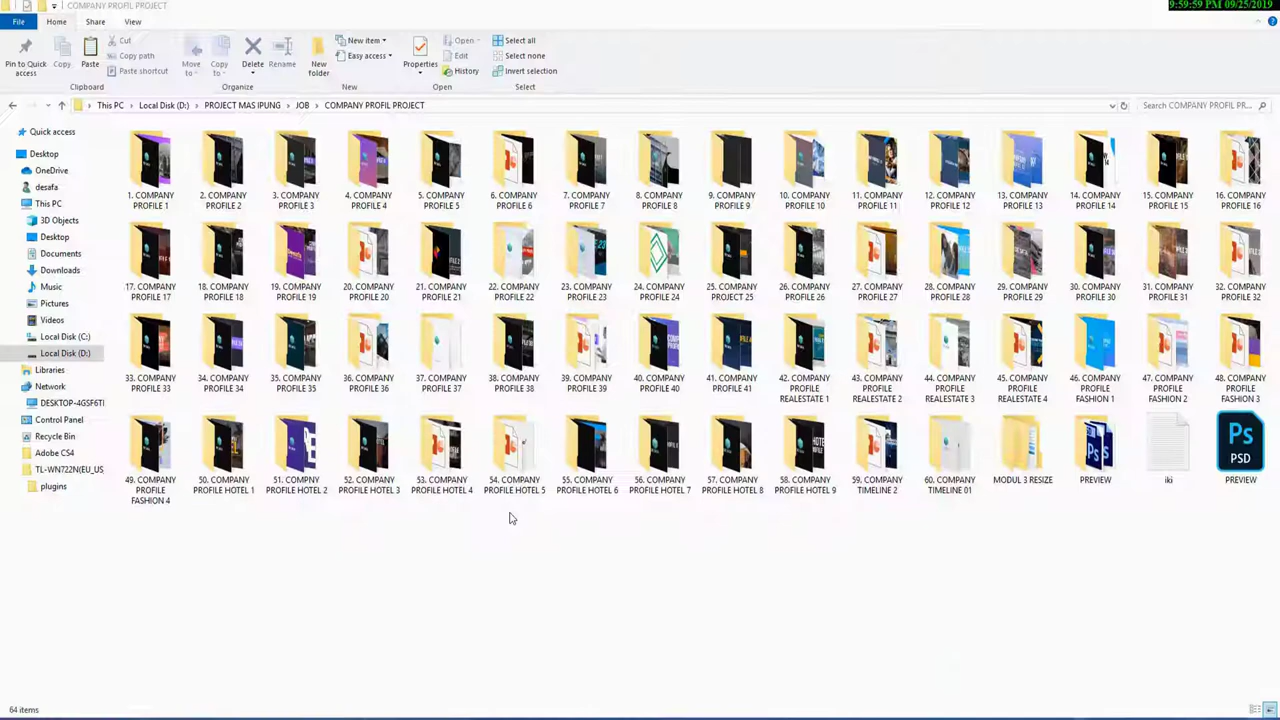 COMPANY PROFIL PROJECT
9:59:59 PM 09/25/2019
File Home Share View
Pin to Quick access
Copy
Paste
Cut
Copy path
Paste shortcut
Clipboard
Move to
Copy to
Delete
Rename
Organize
New folder
New item
Easy access
New
Properties
Open
Edit
History
Open
Select all
Select none
Invert selection
Select
This PC > Local Disk (D:) > PROJECT MAS IPUNG > JOB > COMPANY PROFIL PROJECT
Search COMPANY PROFIL PR...
Quick access
Desktop
OneDrive
desafa
This PC
3D Objects
Desktop
Documents
Downloads
Music
Pictures
Videos
Local Disk (C:)
Local Disk (D:)
Libraries
Network
DESKTOP-4GSF6TI
Control Panel
Recycle Bin
Adobe CS4
TL-WN722N(EU_US
plugins
1. COMPANY PROFILE 1
2. COMPANY PROFILE 2
3. COMPANY PROFILE 3
4. COMPANY PROFILE 4
5. COMPANY PROFILE 5
6. COMPANY PROFILE 6
7. COMPANY PROFILE 7
8. COMPANY PROFILE 8
9. COMPANY PROFILE 9
10. COMPANY PROFILE 10
11. COMPANY PROFILE 11
12. COMPANY PROFILE 12
13. COMPANY PROFILE 13
14. COMPANY PROFILE 14
15. COMPANY PROFILE 15
16. COMPANY PROFILE 16
17. COMPANY PROFILE 17
18. COMPANY PROFILE 18
19. COMPANY PROFILE 19
20. COMPANY PROFILE 20
21. COMPANY PROFILE 21
22. COMPANY PROFILE 22
23. COMPANY PROFILE 23
24. COMPANY PROFILE 24
25. COMPANY PROJECT 25
26. COMPANY PROFILE 26
27. COMPANY PROFILE 27
28. COMPANY PROFILE 28
29. COMPANY PROFILE 29
30. COMPANY PROFILE 30
31. COMPANY PROFILE 31
32. COMPANY PROFILE 32
33. COMPANY PROFILE 33
34. COMPANY PROFILE 34
35. COMPANY PROFILE 35
36. COMPANY PROFILE 36
37. COMPANY PROFILE 37
38. COMPANY PROFILE 38
39. COMPANY PROFILE 39
40. COMPANY PROFILE 40
41. COMPANY PROFILE 41
42. COMPANY PROFILE REALESTATE 1
43. COMPANY PROFILE REALESTATE 2
44. COMPANY PROFILE REALESTATE 3
45. COMPANY PROFILE REALESTATE 4
46. COMPANY PROFILE FASHION 1
47. COMPANY PROFILE FASHION 2
48. COMPANY PROFILE FASHION 3
49. COMPANY PROFILE FASHION 4
50. COMPANY PROFILE HOTEL 1
51. COMPNY PROFILE HOTEL 2
52. COMPANY PROFILE HOTEL 3
53. COMPANY PROFILE HOTEL 4
54. COMPANY PROFILE HOTEL 5
55. COMPANY PROFILE HOTEL 6
56. COMPANY PROFILE HOTEL 7
57. COMPANY PROFILE HOTEL 8
58. COMPANY PROFILE HOTEL 9
59. COMPANY TIMELINE 2
60. COMPANY TIMELINE 01
MODUL 3 RESIZE
PREVIEW
iki
Ps
PSD
PREVIEW
64 items